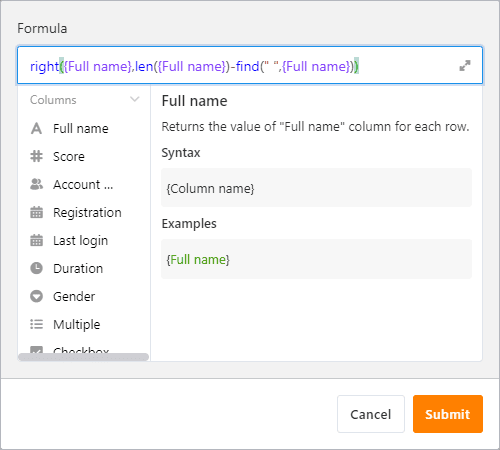 Formula
right({Full name},len({Full name})-find(" ",{Full name}))
Columns
Full name
Score
Account ...
Registration
Last login
Duration
Gender
Multiple
Checkbox
Full name
Returns the value of "Full name" column for each row.
Syntax
{Column name}
Examples
{Full name}
Cancel
Submit